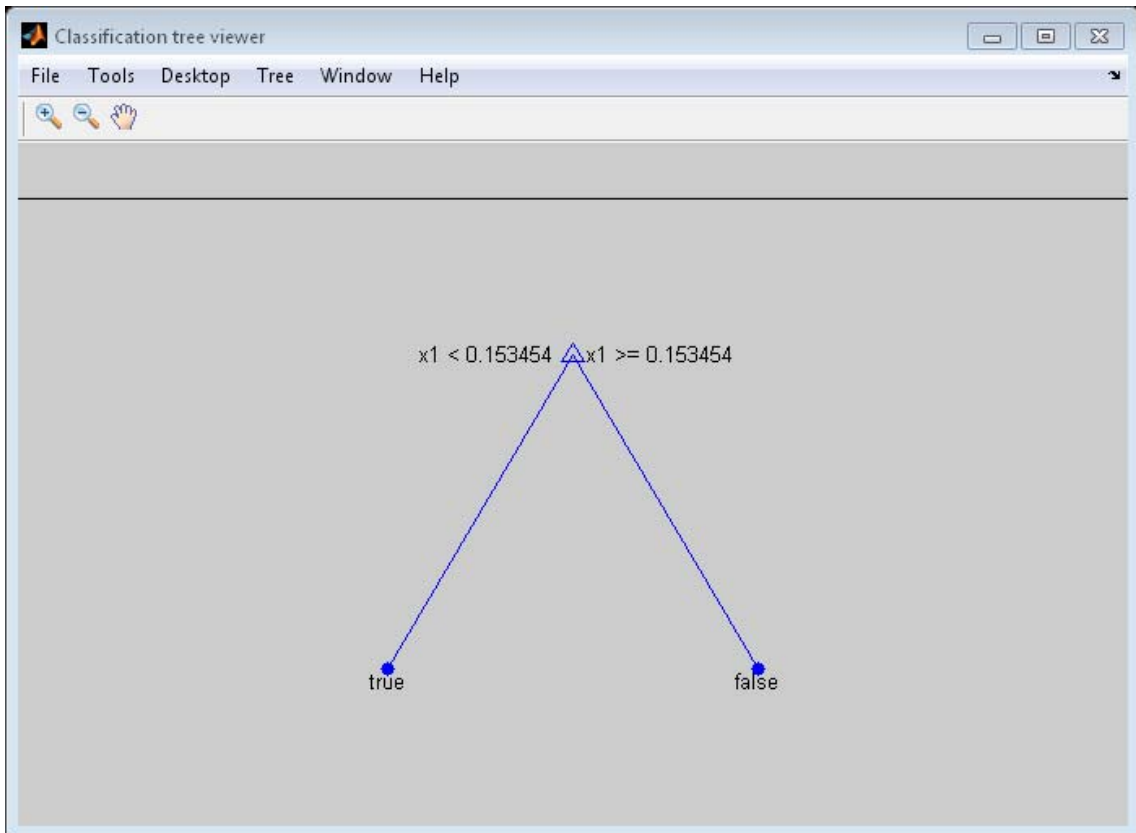 Classification tree viewer
File Tools Desktop Tree Window Help
x1 < 0.153454 x1 >= 0.153454
true false